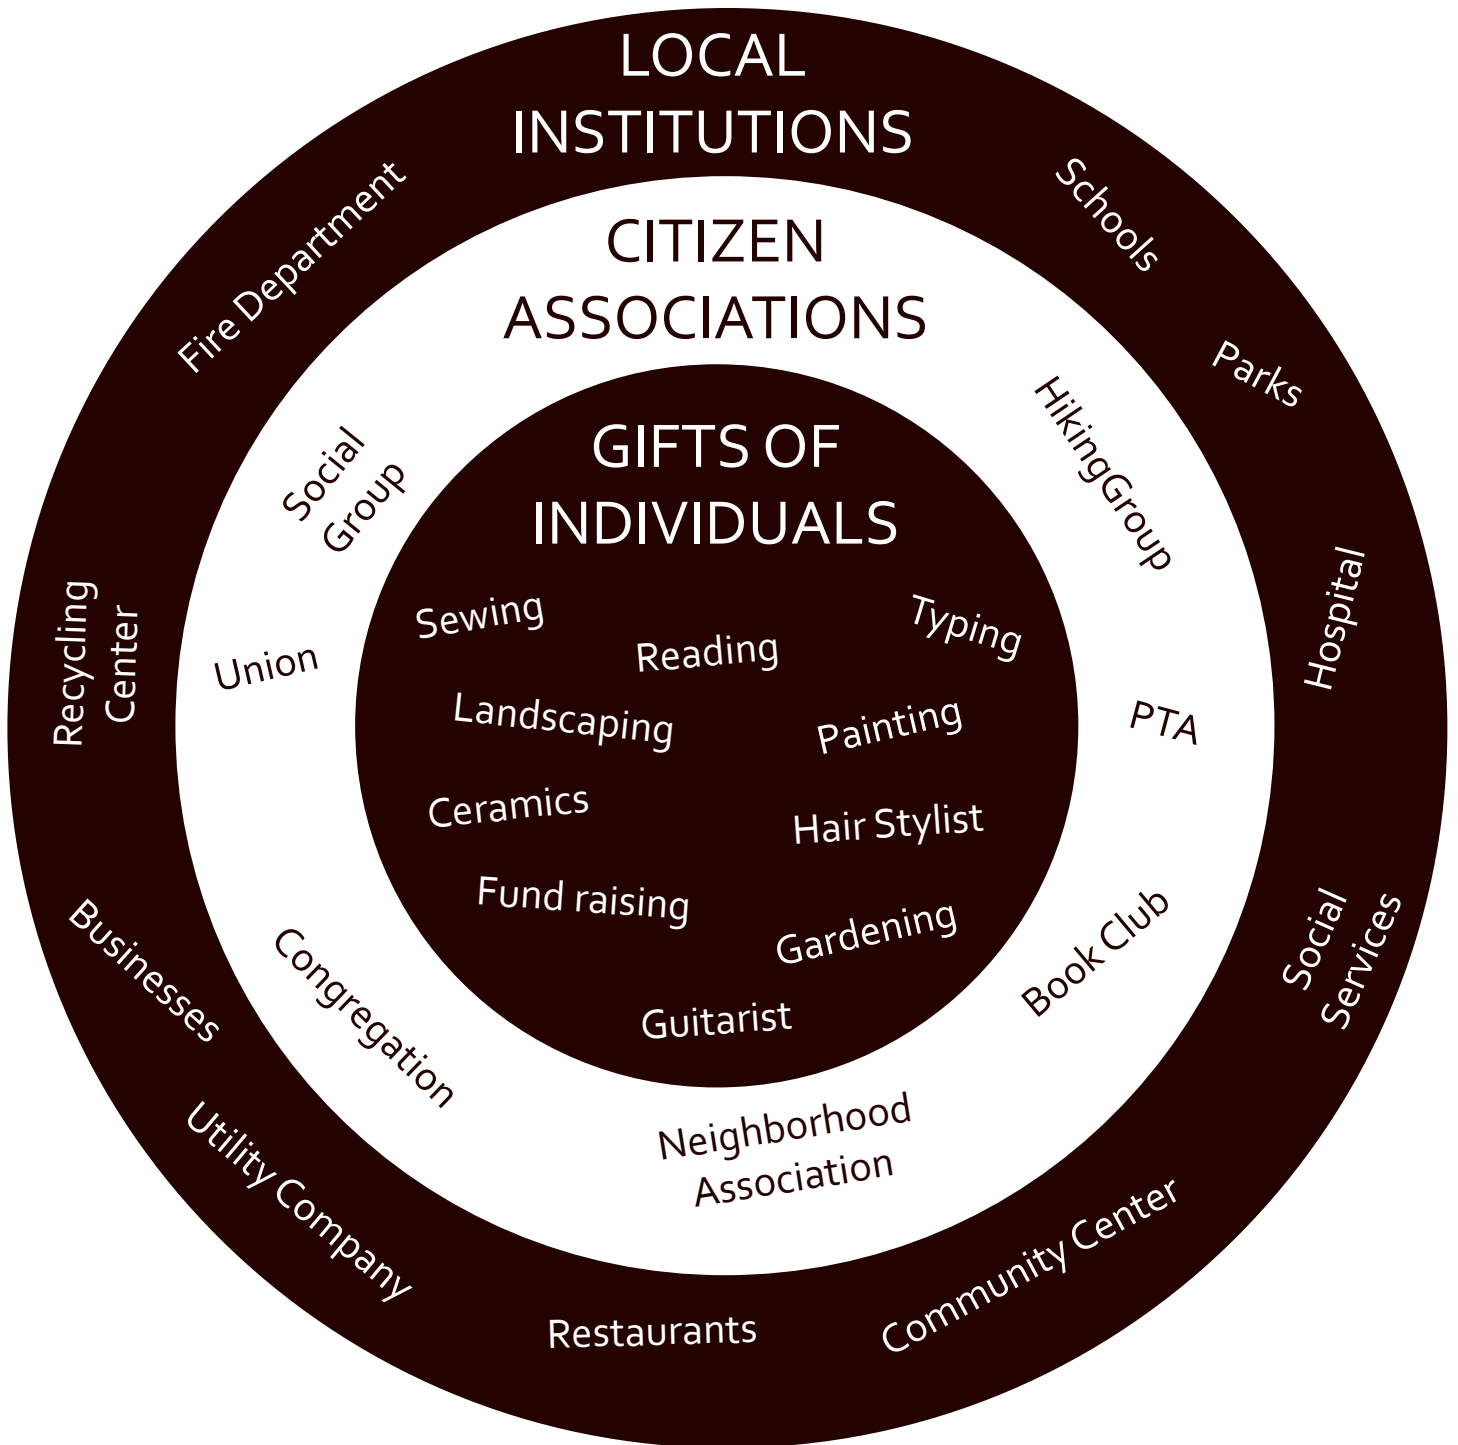 LOCAL
INSTITUTIONS
Fire Department
Schools
Parks
Hospital
Social
Services
Community Center
Restaurants
Utility Company
Businesses
Recycling
Center
CITIZEN
ASSOCIATIONS
Social
Group
HikingGroup
Union
PTA
Book Club
Congregation
Neighborhood
Association
GIFTS OF
INDIVIDUALS
Sewing
Reading
Typing
Landscaping
Painting
Ceramics
Hair Stylist
Fund raising
Gardening
Guitarist